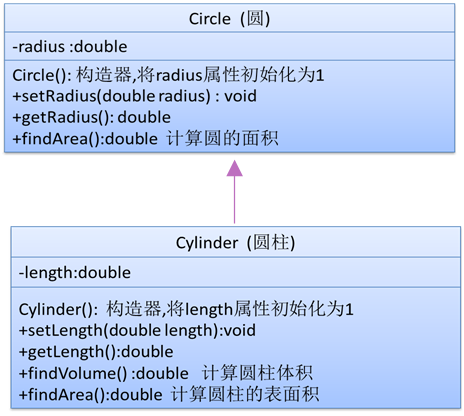 Circle (圆)
-radius :double
Circle(): 构造器,将radius属性初始化为1
+setRadius(double radius) : void
+getRadius(): double
+findArea():double 计算圆的面积
Cylinder (圆柱)
-length:double
Cylinder(): 构造器,将length属性初始化为1
+setLength(double length):void
+getLength():double
+findVolume() :double 计算圆柱体积
+findArea():double 计算圆柱的表面积